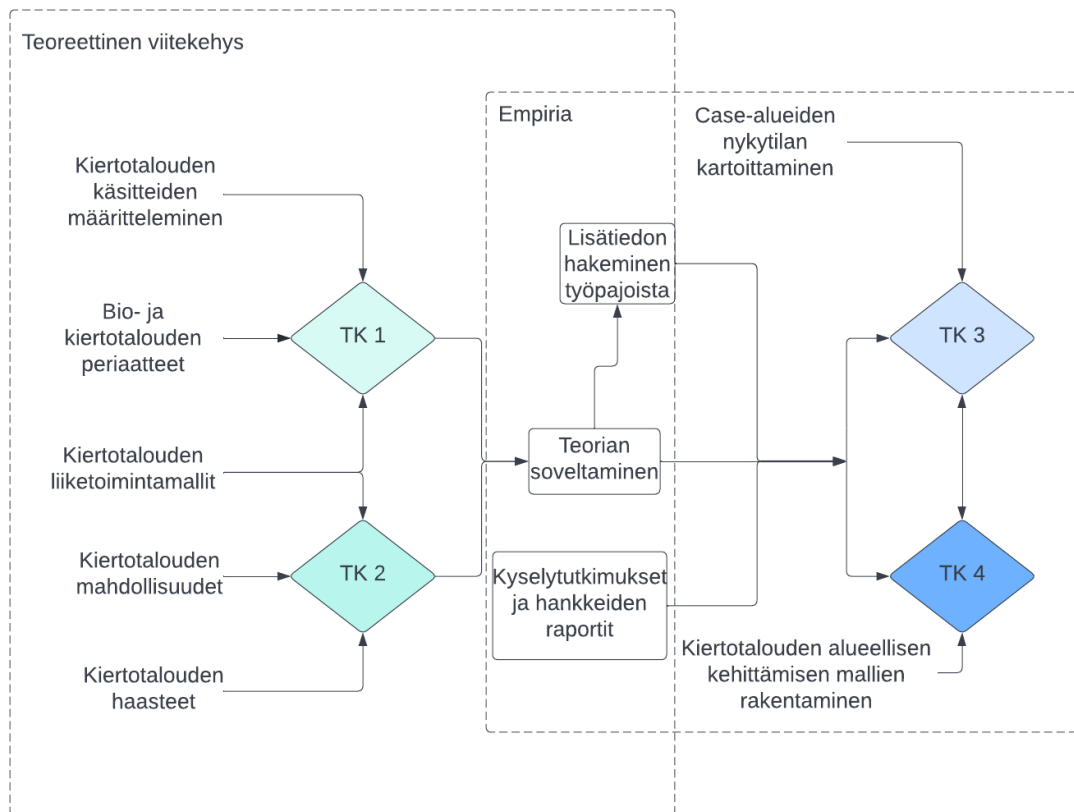 Teoreettinen viitekehys
Empiria
Case-alueiden
nykytilan
kartoittaminen
Kiertotalouden
käsitteiden
määritteleminen
Lisätiedon
hakeminen
työpajoista
Bio- ja
kiertotalouden
periaatteet
TK 1
TK 3
Kiertotalouden
liiketoimintamallit
Teorian
soveltaminen
Kiertotalouden
mahdollisuudet
TK 2
Kyselytutkimukset
ja hankkeiden
raportit
TK 4
Kiertotalouden
haasteet
Kiertotalouden alueellisen
kehittämisen mallien
rakentaminen